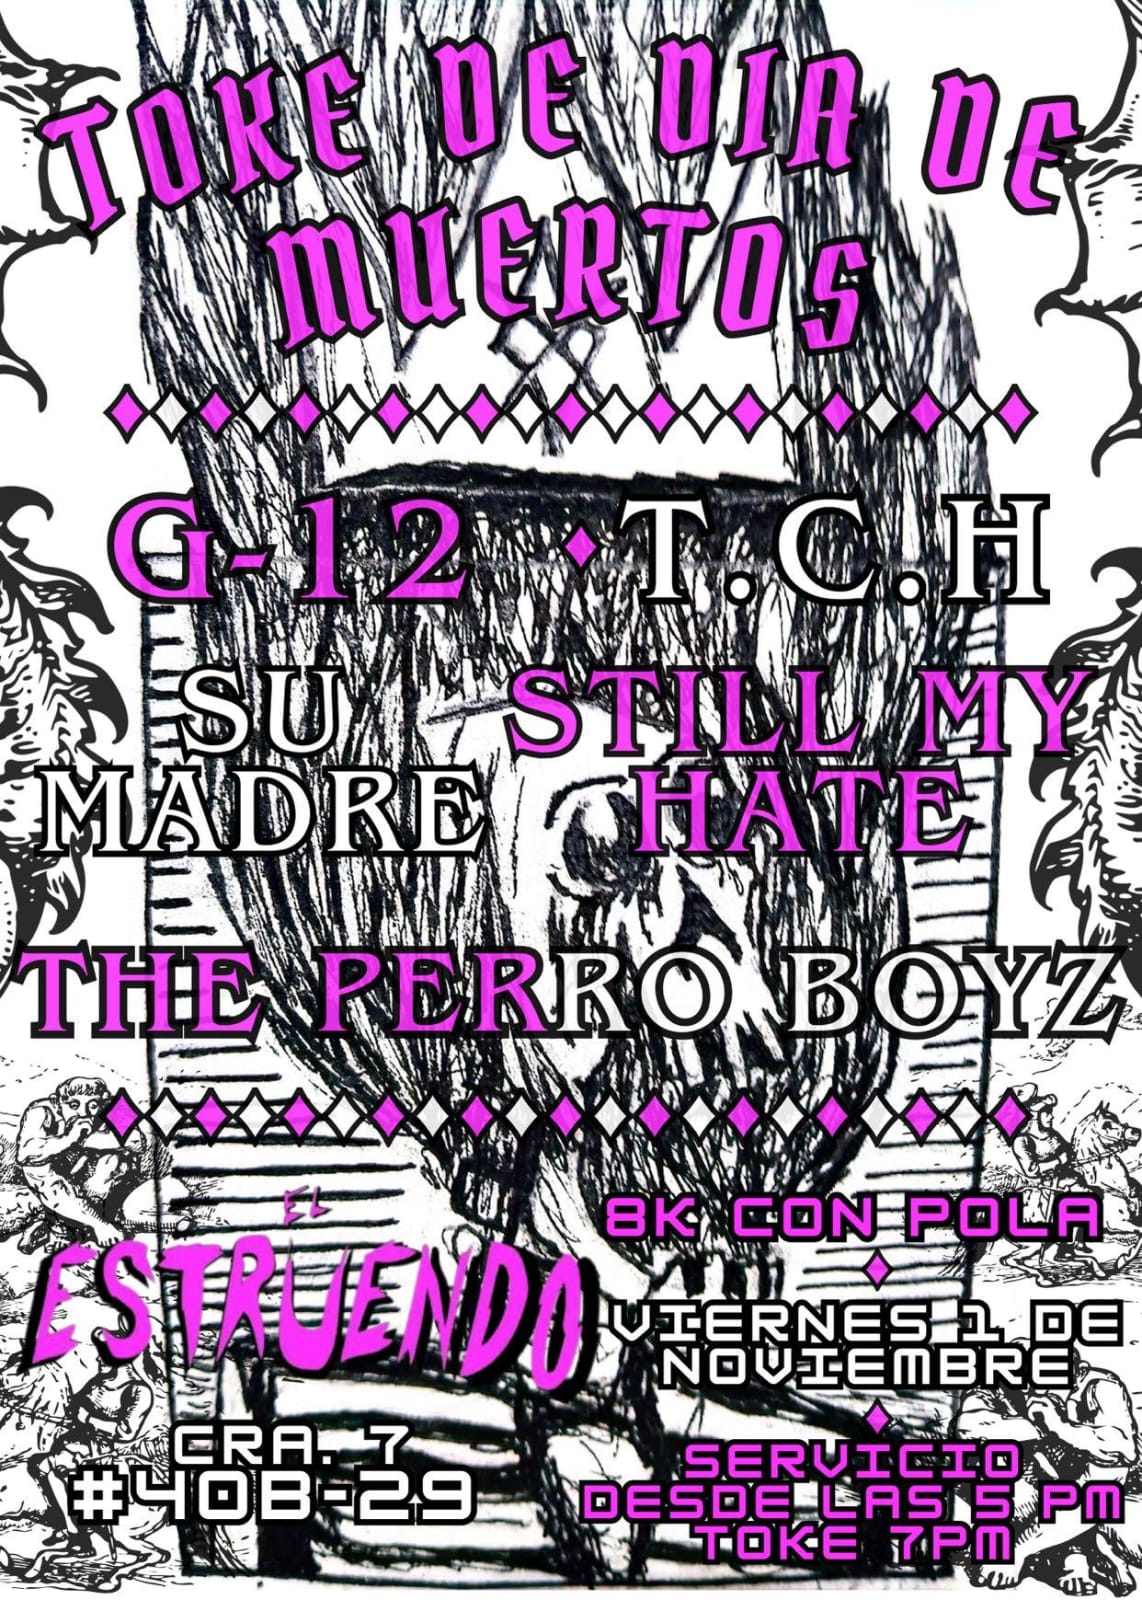 TOKE DE DIA DE
MUERTOS
G-12 ♦ T.C.H
SU
MADRE
STILL MY
HATE
THE PERRO BOYZ
EL
ESTRUENDO
CRA. 7
#40B-29
8K CON POLA
VIERNES 1 DE
NOVIEMBRE
SERVICIO
DESDE LAS 5 PM
TOKE 7PM